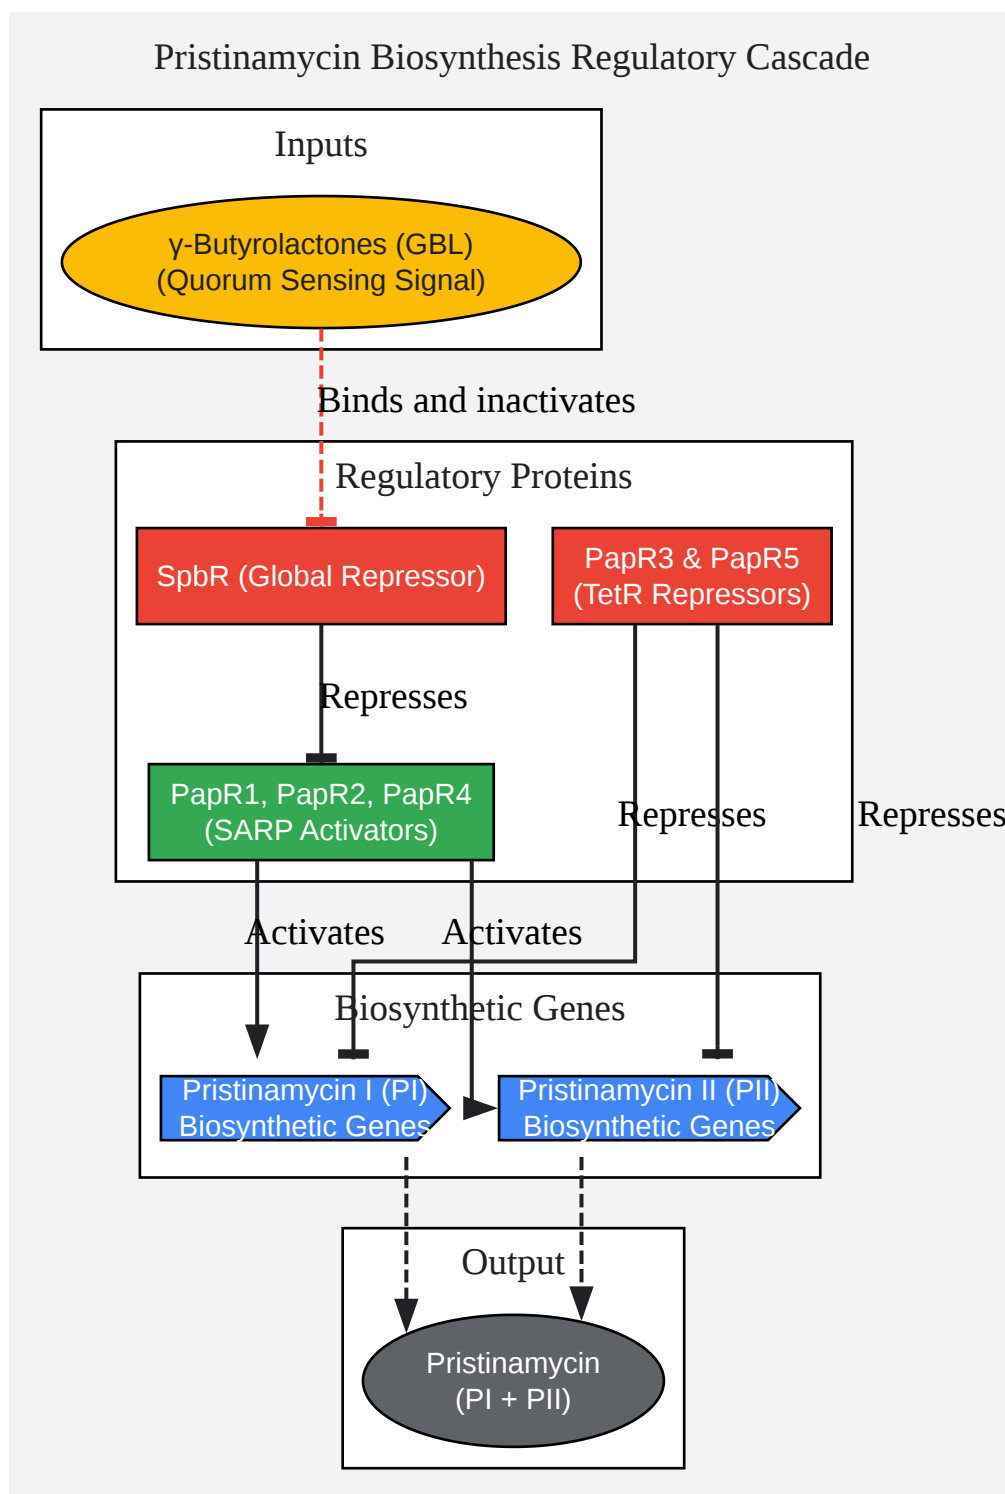 Pristinamycin Biosynthesis Regulatory Cascade
Inputs
γ-Butyrolactones (GBL)
(Quorum Sensing Signal)
Binds and inactivates
Regulatory Proteins
SpbR (Global Repressor)
PapR3 & PapR5
(TetR Repressors)
Represses
PapR1, PapR2, PapR4
(SARP Activators)
Represses
Represses
Activates
Activates
Biosynthetic Genes
Pristinamycin I (PI)
Biosynthetic Genes
Pristinamycin II (PII)
Biosynthetic Genes
Output
Pristinamycin
(PI + PII)